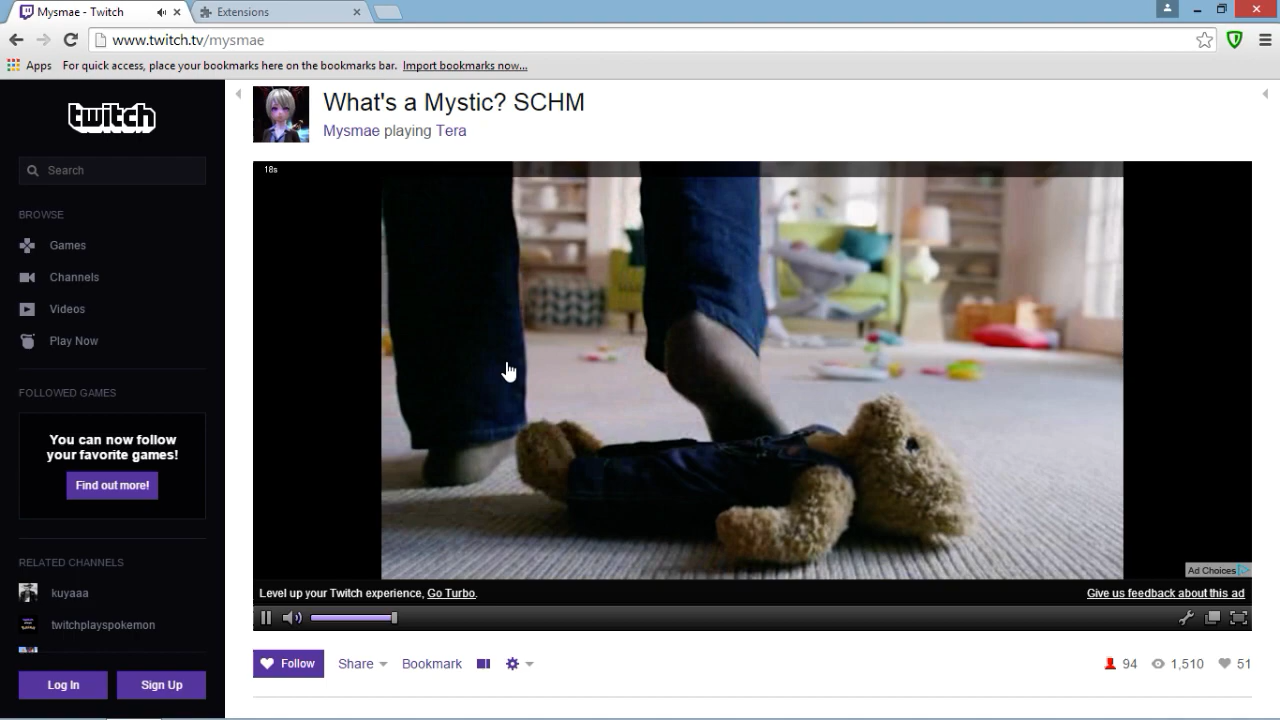 Mysmae - Twitch
Extensions
www.twitch.tv/mysmae
Apps For quick access, place your bookmarks here on the bookmarks bar. Import bookmarks now...
twitch
Search
BROWSE
Games
Channels
Videos
Play Now
FOLLOWED GAMES
You can now follow
your favorite games!
Find out more!
RELATED CHANNELS
kuyaaa
twitchplayspokemon
Log In Sign Up
What's a Mystic? SCHM
Mysmae playing Tera
18s
Ad Choices
Level up your Twitch experience, Go Turbo. Give us feedback about this ad
Follow Share Bookmark 94 1,510 51